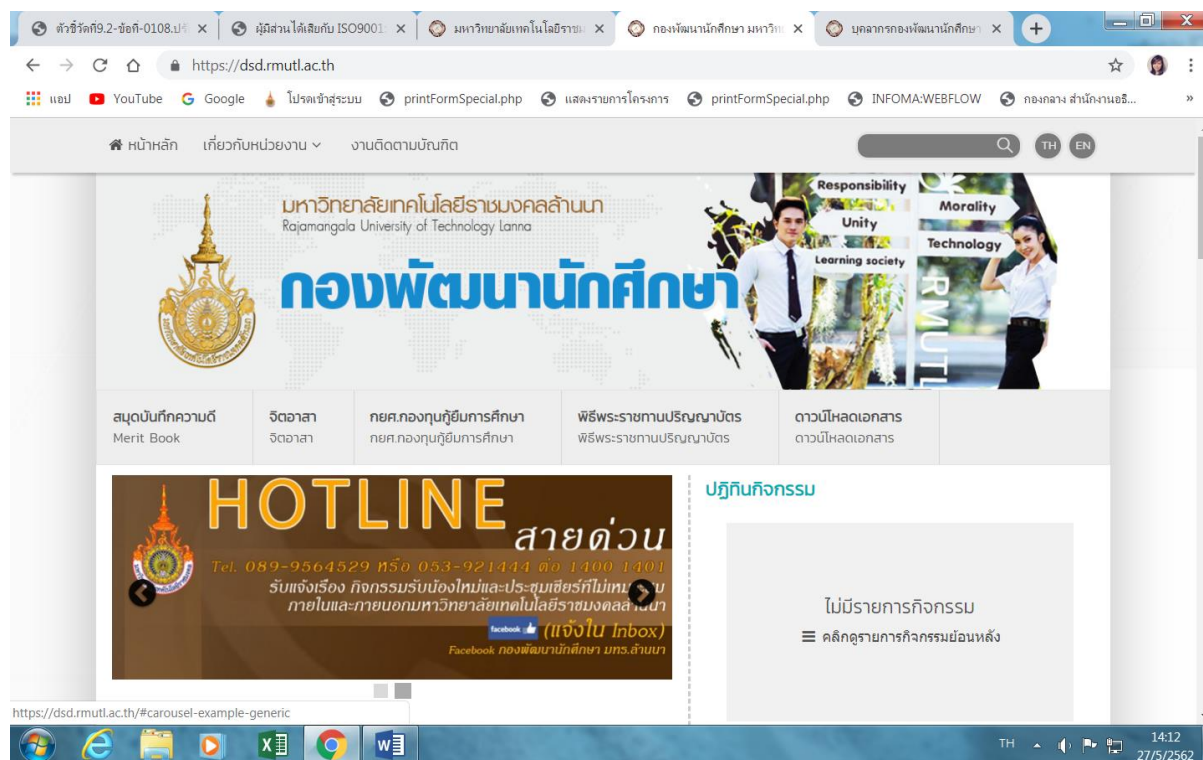 ตัวชี้วัดที่9.2-ข้อที่-0108.ปร
ผู้มีส่วนได้เสียกับ ISO9001:
มหาวิทยาลัยเทคโนโลยีราช
กองพัฒนานักศึกษา มหาวิท
บุคลากรกองพัฒนานักศึกษา
https://dsd.rmutl.ac.th
แอป YouTube Google โปรดเข้าสู่ระบบ printFormSpecial.php แสดงรายการโครงการ printFormSpecial.php INFOMA:WEBFLOW กองกลาง สำนักงานอธิ... »
หน้าหลัก เกี่ยวกับหน่วยงาน งานติดตามบัณฑิต TH EN
มหาวิทยาลัยเทคโนโลยีราชมงคลล้านนา
Rajamangala University of Technology Lanna
กองพัฒนานักศึกษา
Responsibility
Morality
Unity
Technology
Learning society
RMUTL
สมุดบันทึกความดี จิตอาสา กยศ.กองทุนกู้ยืมการศึกษา พิธีพระราชทานปริญญาบัตร ดาวน์โหลดเอกสาร
Merit Book จิตอาสา กยศ.กองทุนกู้ยืมการศึกษา พิธีพระราชทานปริญญาบัตร ดาวน์โหลดเอกสาร
HOTLINE
สายด่วน
Tel. 089-9564529 หรือ 053-921444 ต่อ 1400 1401
รับแจ้งเรื่อง กิจกรรมรับน้องใหม่และประชุมเชียร์ที่ไม่เหมาะสม
ภายในและภายนอกมหาวิทยาลัยเทคโนโลยีราชมงคลล้านนา
facebook (แจ้งใน Inbox)
Facebook กองพัฒนานักศึกษา มทร.ล้านนา
ปฏิทินกิจกรรม
ไม่มีรายการกิจกรรม
คลิกดูรายการกิจกรรมย้อนหลัง
https://dsd.rmutl.ac.th/#carousel-example-generic
TH 14:12
27/5/2562